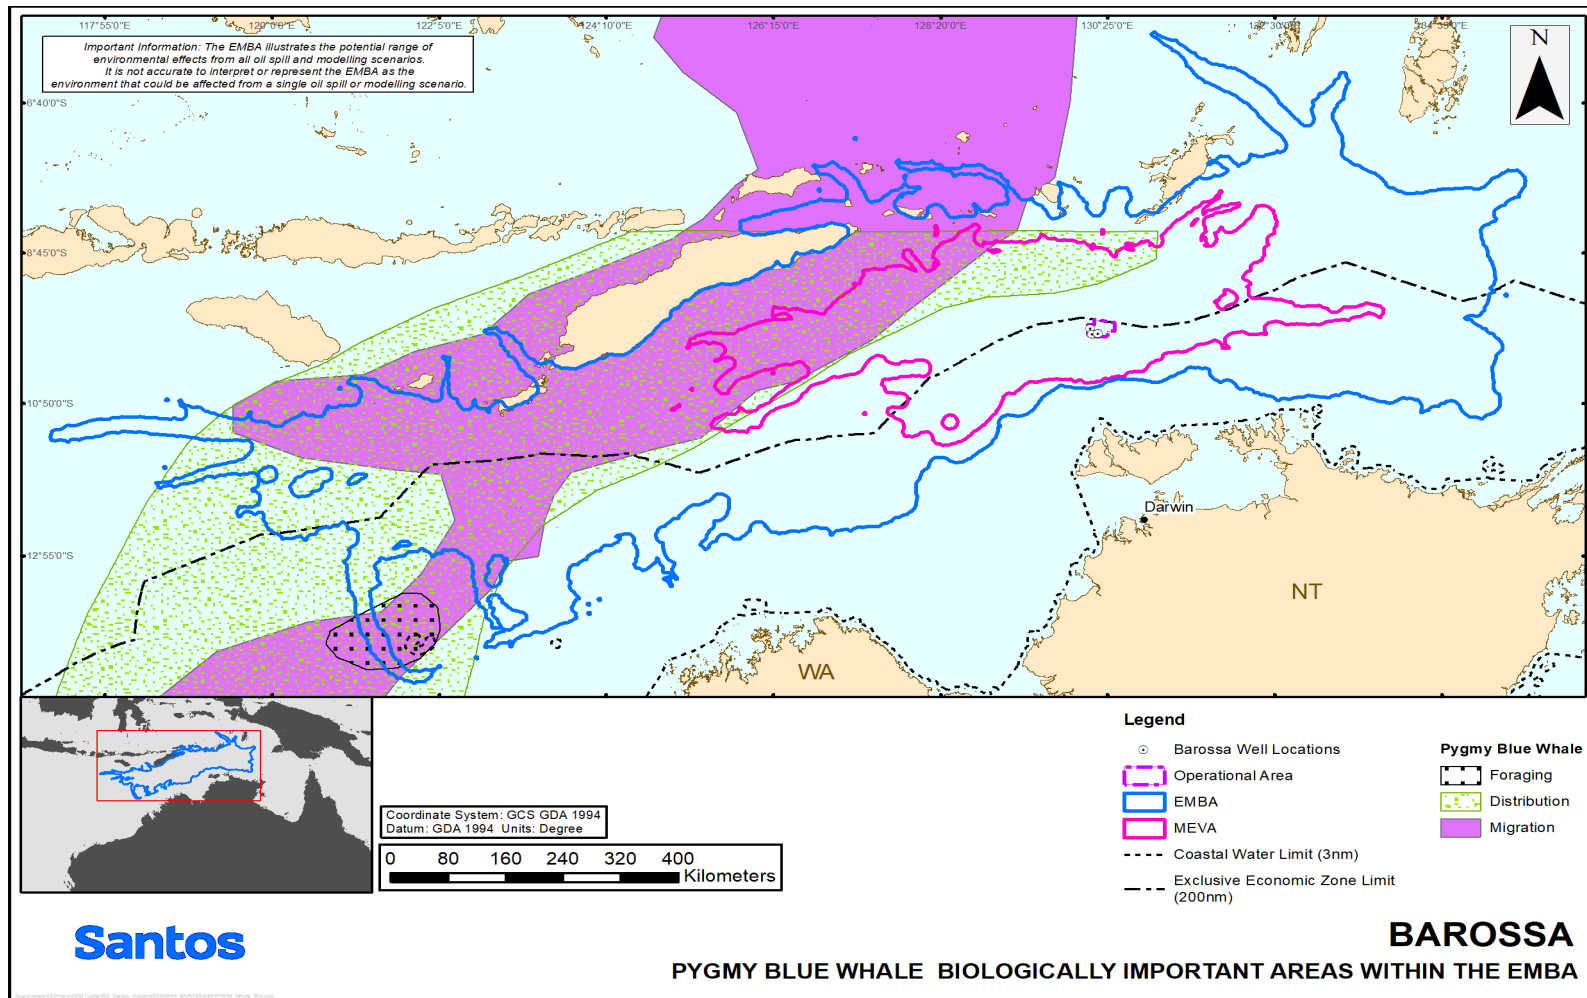 117°55'0"E 120°0'0"E 122°5'0"E 124°10'0"E 126°15'0"E 128°20'0"E 130°25'0"E 132°30'0"E 134°35'0"E
Important Information: The EMBA illustrates the potential range of
environmental effects from all oil spill and modelling scenarios.
It is not accurate to interpret or represent the EMBA as the
environment that could be affected from a single oil spill or modelling scenario.
N
6°40'0"S
8°45'0"S
10°50'0"S
12°55'0"S
Darwin
NT
WA
Coordinate System: GCS GDA 1994
Datum: GDA 1994 Units: Degree
0 80 160 240 320 400
Kilometers
Legend
Barossa Well Locations
Operational Area
EMBA
MEVA
Coastal Water Limit (3nm)
Exclusive Economic Zone Limit
(200nm)
Pygmy Blue Whale
Foraging
Distribution
Migration
Santos
BAROSSA
PYGMY BLUE WHALE BIOLOGICALLY IMPORTANT AREAS WITHIN THE EMBA